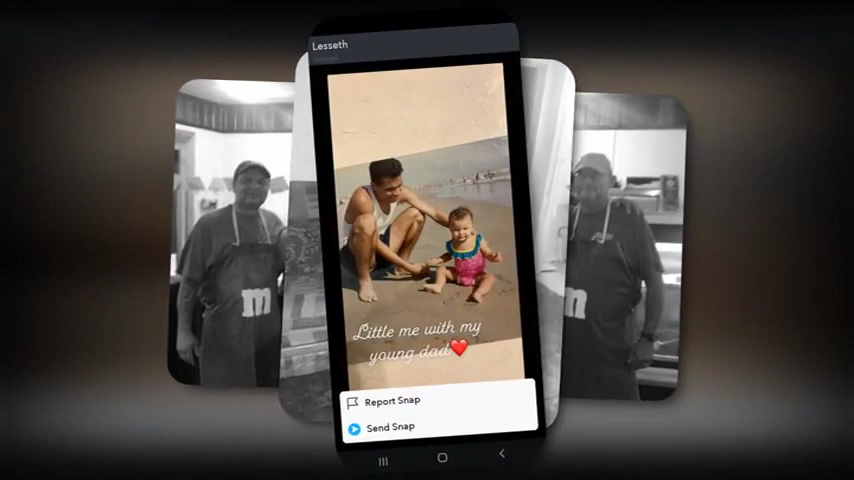 Lesseth
Little me with my
young dad❤️
Report Snap
Send Snap
m
m